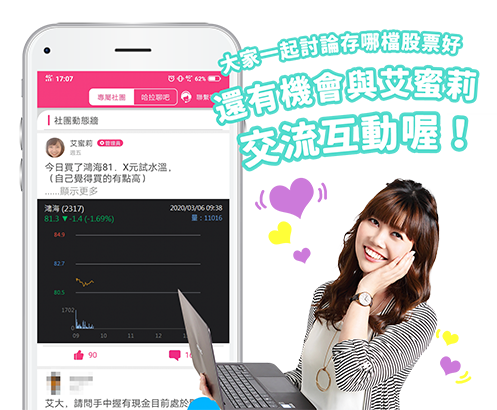 大家一起討論存哪檔股票好
還有機會與艾蜜莉
交流互動喔！
17:07
62%
專屬社團
哈拉聊吧
聯繫
社團動態牆
艾蜜莉
管理員
週五
今日買了鴻海81．X元試水溫，
（自己覺得買的有點高）
......顯示更多
鴻海 (2317)
2020/03/06 09:38
81.3 ▼-1.4 (-1.69%)
量：11016
84.9
82.7
80.5
1702
0
09
10
11
12
90
16
艾大，請問手中握有現金目前處於